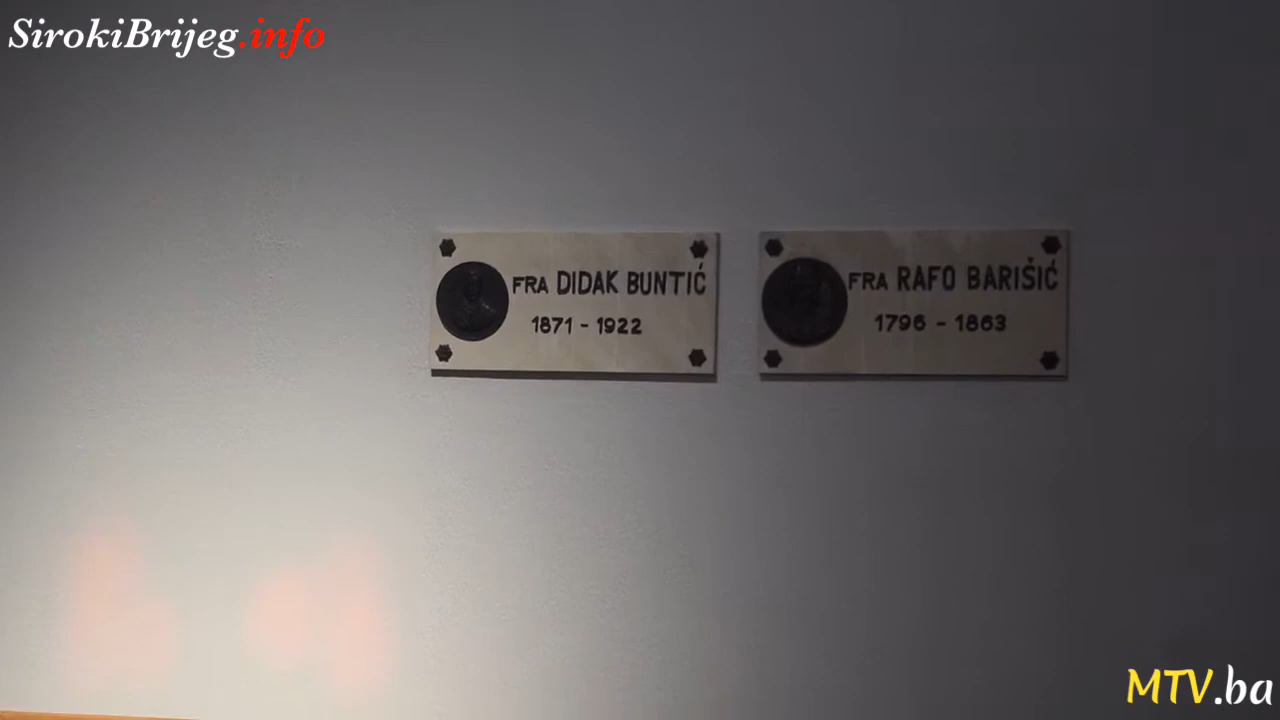 SirokiBrijeg.info
FRA DIDAK BUNTIĆ
1871 - 1922
FRA RAFO BARIŠIĆ
1796 - 1863
MTV.ba